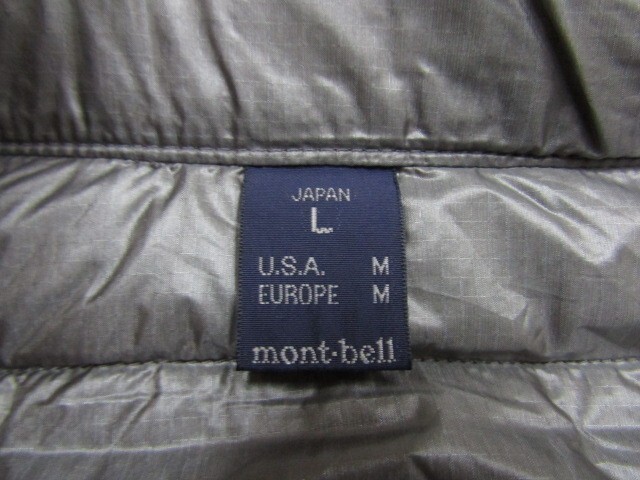 JAPAN
L
U.S.A. M
EUROPE M
mont-bell